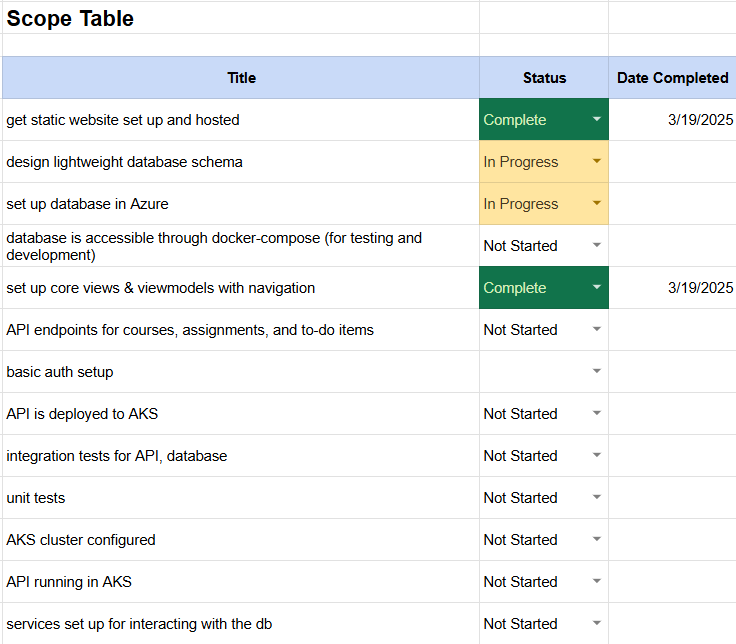 Scope Table
Title Status Date Completed
get static website set up and hosted Complete 3/19/2025
design lightweight database schema In Progress
set up database in Azure In Progress
database is accessible through docker-compose (for testing and
development) Not Started
set up core views & viewmodels with navigation Complete 3/19/2025
API endpoints for courses, assignments, and to-do items Not Started
basic auth setup
API is deployed to AKS Not Started
integration tests for API, database Not Started
unit tests Not Started
AKS cluster configured Not Started
API running in AKS Not Started
services set up for interacting with the db Not Started